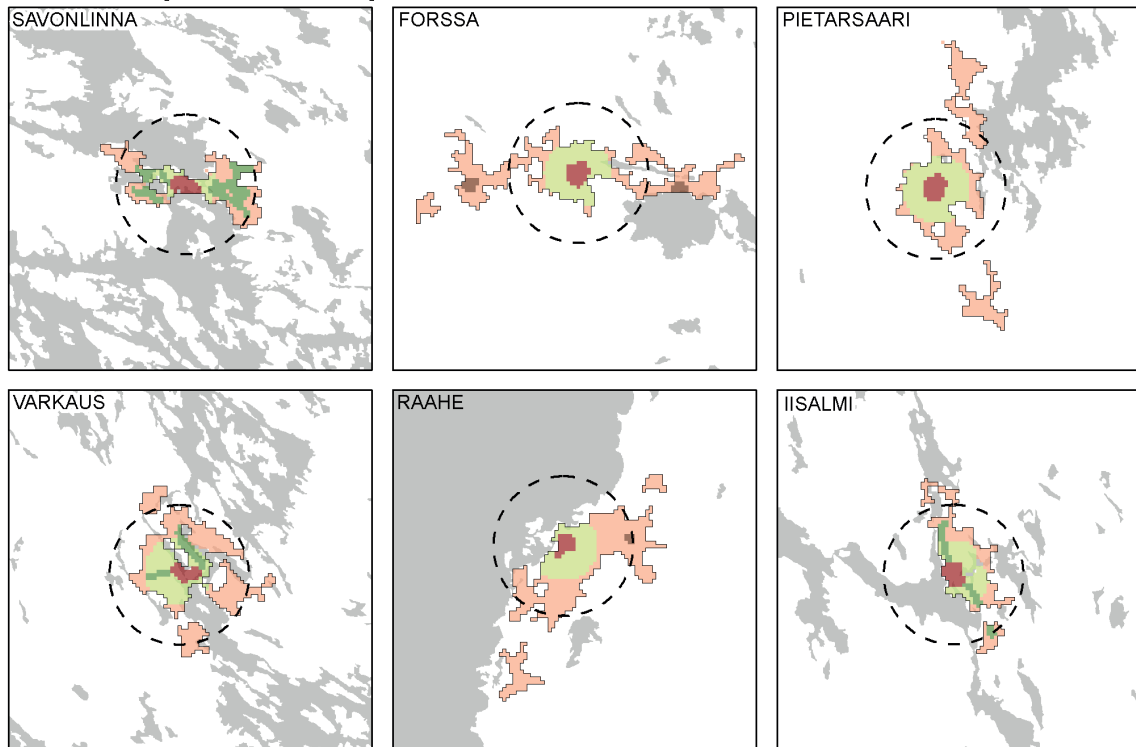 SAVONLINNA
FORSSA
PIETARSAARI
VARKAUS
RAAHE
IISALMI